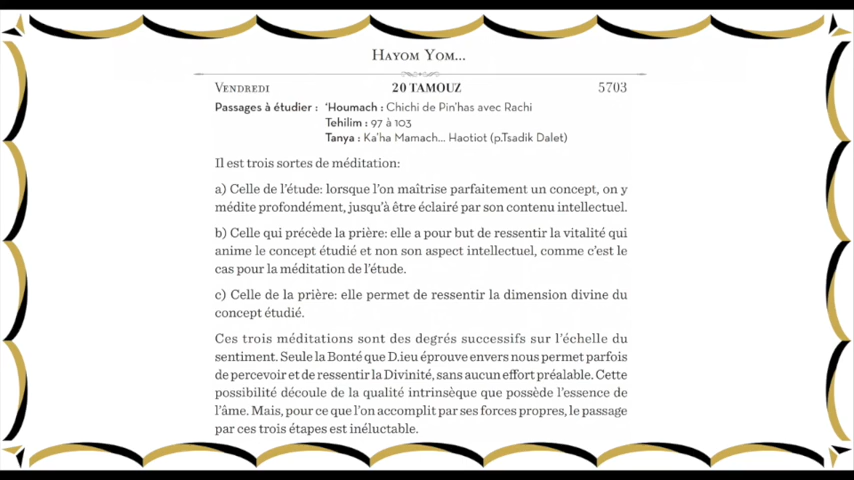 Hayom Yom...
Vendredi 20 TAMOUZ 5703
Passages à étudier : 'Houmach : Chichi de Pin'has avec Rachi
Tehilim : 97 à 103
Tanya : Ka'ha Mamach... Haotiot (p.Tsadik Dalet)
Il est trois sortes de méditation:
a) Celle de l'étude: lorsque l'on maîtrise parfaitement un concept, on y
médite profondément, jusqu'à être éclairé par son contenu intellectuel.
b) Celle qui précède la prière: elle a pour but de ressentir la vitalité qui
anime le concept étudié et non son aspect intellectuel, comme c'est le
cas pour la méditation de l'étude.
c) Celle de la prière: elle permet de ressentir la dimension divine du
concept étudié.
Ces trois méditations sont des degrés successifs sur l'échelle du
sentiment. Seule la Bonté que D.ieu éprouve envers nous permet parfois
de percevoir et de ressentir la Divinité, sans aucun effort préalable. Cette
possibilité découle de la qualité intrinsèque que possède l'essence de
l'âme. Mais, pour ce que l'on accomplit par ses forces propres, le passage
par ces trois étapes est inéluctable.